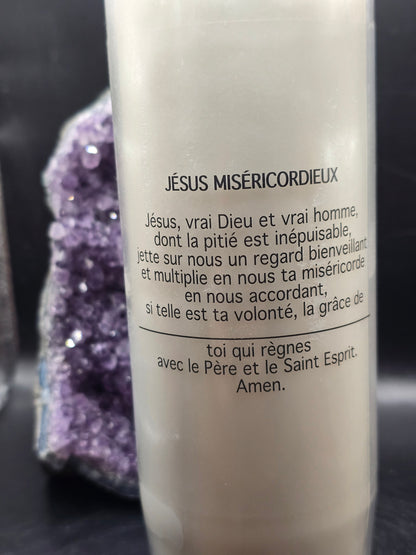 JÉSUS MISÉRICORDIEUX
Jésus, vrai Dieu et vrai homme,
dont la pitié est inépuisable,
jette sur nous un regard bienveillant
et multiplie en nous ta miséricorde
en nous accordant,
si telle est ta volonté, la grâce de
toi qui règnes
avec le Père et le Saint Esprit.
Amen.